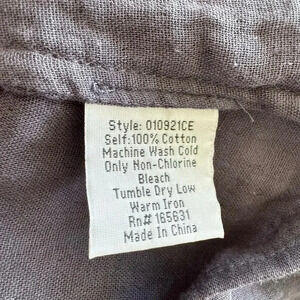 Style: 010921CE
Self:100% Cotton
Machine Wash Cold
Only Non-Chlorine
Bleach
Tumble Dry Low
Warm Iron
Rn# 165631
Made In China